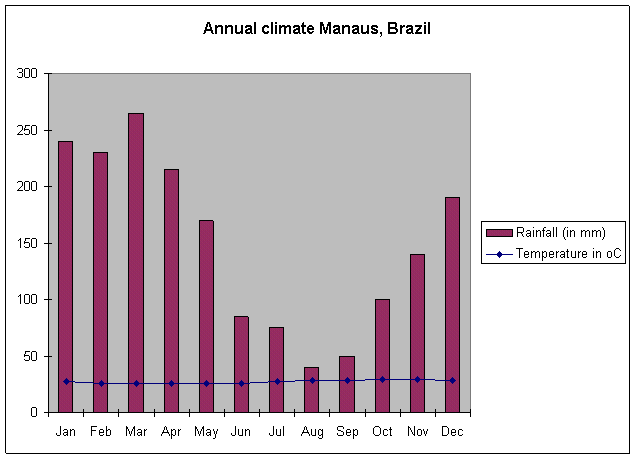 Annual climate Manaus, Brazil
300
250
200
150
100
50
0
Jan Feb Mar Apr May Jun Jul Aug Sep Oct Nov Dec
Rainfall (in mm)
Temperature in oC